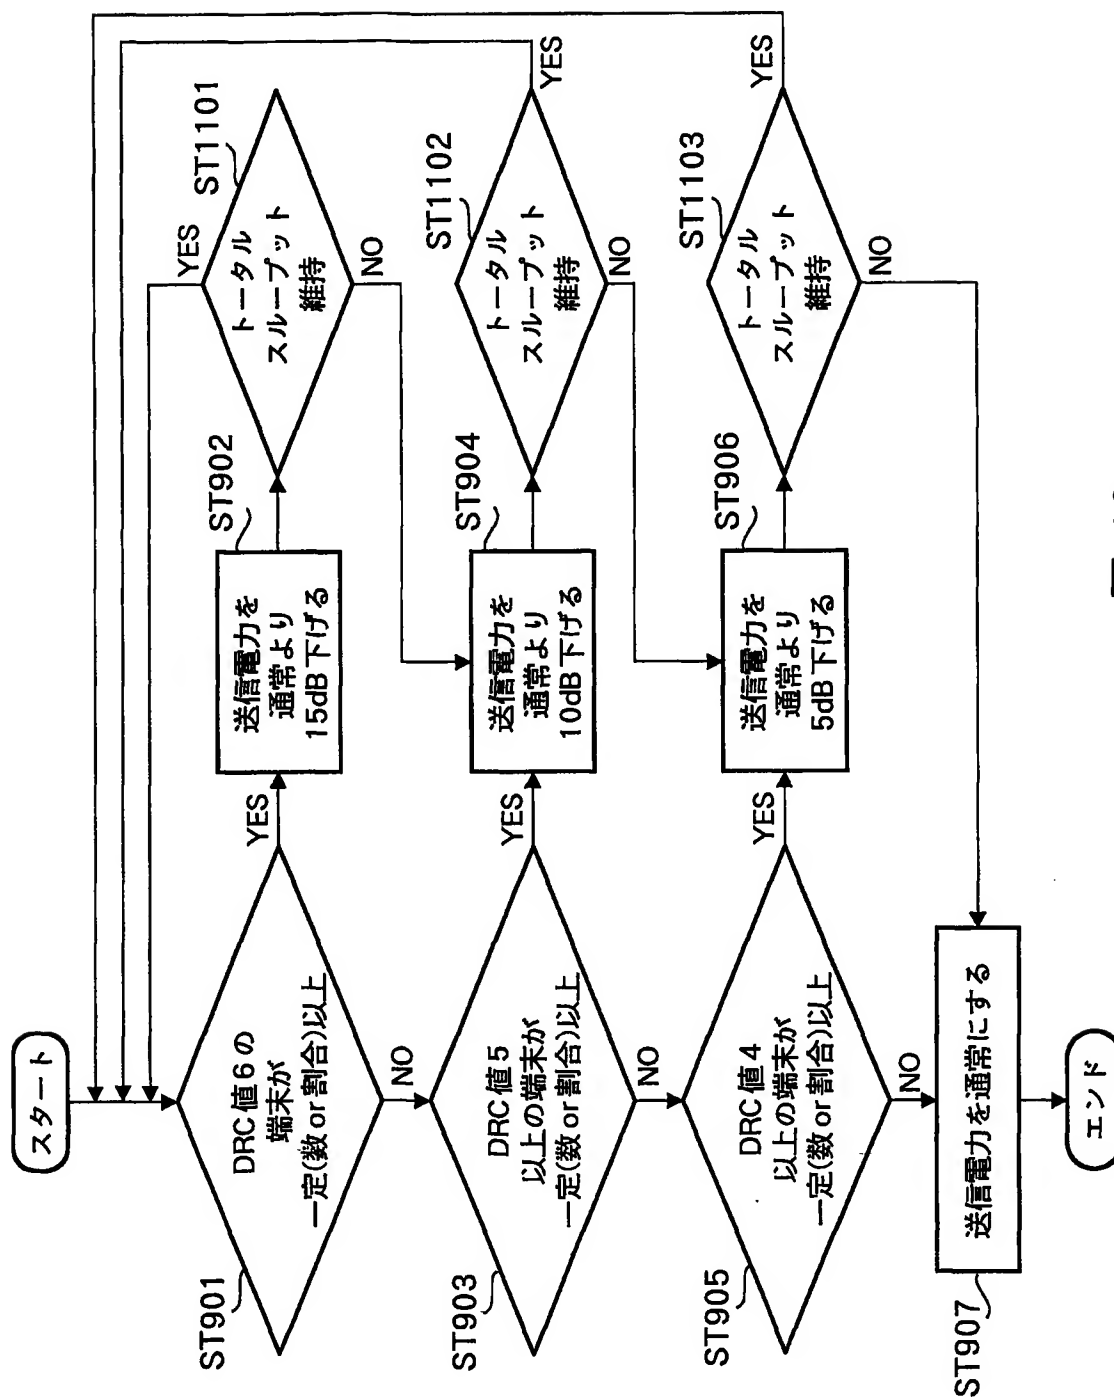 スタート
ST901
DRC値6の
端末が
一定(数or割合)以上
YES
NO
ST902
送信電力を
通常より
15dB下げる
ST1101
トータル
スループット
維持
YES
NO
ST903
DRC値5
以上の端末が
一定(数or割合)以上
YES
NO
ST904
送信電力を
通常より
10dB下げる
ST1102
トータル
スループット
維持
YES
NO
ST905
DRC値4
以上の端末が
一定(数or割合)以上
YES
NO
ST906
送信電力を
通常より
5dB下げる
ST1103
トータル
スループット
維持
YES
NO
ST907
送信電力を通常にする
エンド